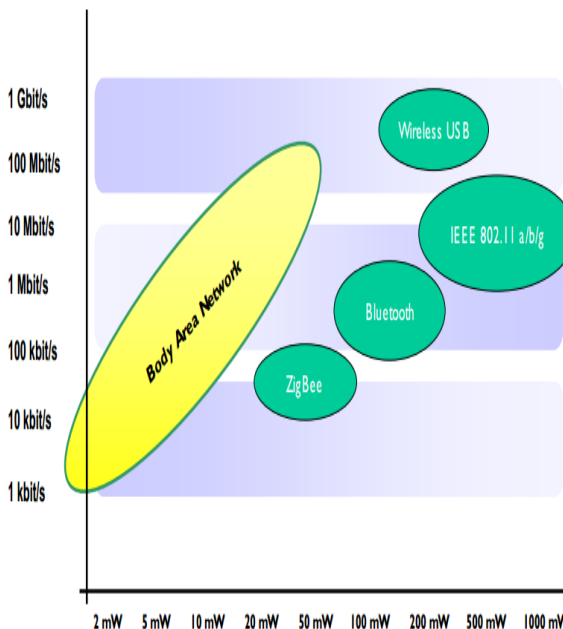 1 Gbit/s
Wireless USB
100 Mbit/s
10 Mbit/s
IEEE 802.11 a/b/g
1 Mbit/s
Bluetooth
Body Area Network
100 kbit/s
ZigBee
10 kbit/s
1 kbit/s
2 mW 5 mW 10 mW 20 mW 50 mW 100 mW 200 mW 500 mW 1000 mW